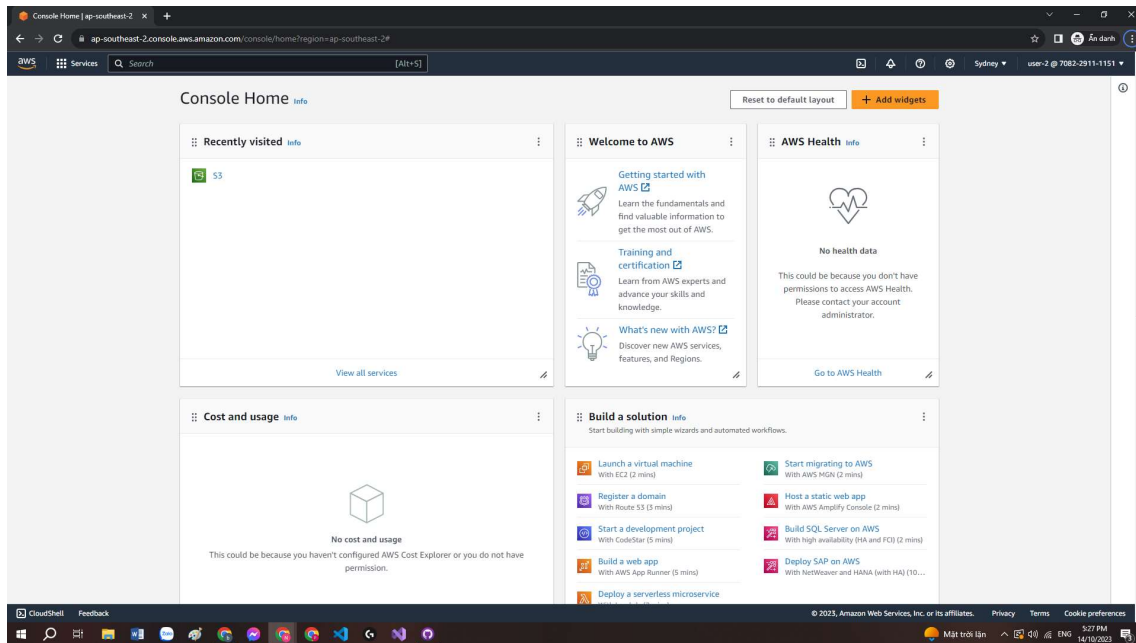 Console Home | ap-southeast-2
ap-southeast-2.console.aws.amazon.com/console/home?region=ap-southeast-2#
Ẩn danh
aws
Services
Search
[Alt+S]
Sydney
user-2 @ 7082-2911-1151
Console Home Info
Reset to default layout
Add widgets
Recently visited Info
S3
View all services
Welcome to AWS
Getting started with
AWS
Learn the fundamentals and
find valuable information to
get the most out of AWS.
Training and
certification
Learn from AWS experts and
advance your skills and
knowledge.
What's new with AWS?
Discover new AWS services,
features, and Regions.
AWS Health Info
No health data
This could be because you don't have
permissions to access AWS Health.
Please contact your account
administrator.
Go to AWS Health
Cost and usage Info
No cost and usage
This could be because you haven't configured AWS Cost Explorer or you do not have
permission.
Build a solution Info
Start building with simple wizards and automated workflows.
Launch a virtual machine
With EC2 (2 mins)
Register a domain
With Route 53 (3 mins)
Start a development project
With CodeStar (5 mins)
Build a web app
With AWS App Runner (5 mins)
Deploy a serverless microservice
Start migrating to AWS
With AWS MGN (2 mins)
Host a static web app
With AWS Amplify Console (2 mins)
Build SQL Server on AWS
With high availability (HA and FCI) (2 mins)
Deploy SAP on AWS
With NetWeaver and HANA (with HA) (10...
CloudShell
Feedback
© 2023, Amazon Web Services, Inc. or its affiliates.
Privacy
Terms
Cookie preferences
Mặt trời lặn
ENG
5:27 PM
14/10/2023